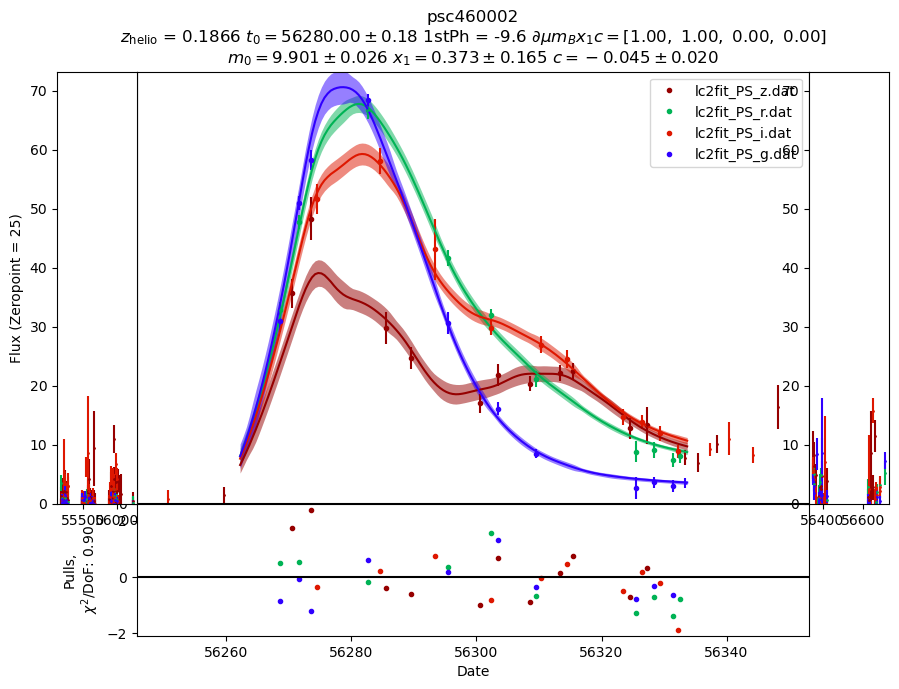 psc460002
z_helio = 0.1866 t_0 = 56280.00 ± 0.18 1stPh = -9.6 ∂μm_Bx_1c = [1.00, 1.00, 0.00, 0.00]
m_0 = 9.901 ± 0.026 x_1 = 0.373 ± 0.165 c = − 0.045 ± 0.020
lc2fit_PS_z.dat
lc2fit_PS_r.dat
lc2fit_PS_i.dat
lc2fit_PS_g.dat
Flux (Zeropoint = 25)
70
60
50
40
30
20
10
0
70
60
50
40
30
20
10
0
55500 56000
56400 56600
Pulls,
χ²/DoF: 0.90
2
0
−2
56260 56280 56300 56320 56340
Date